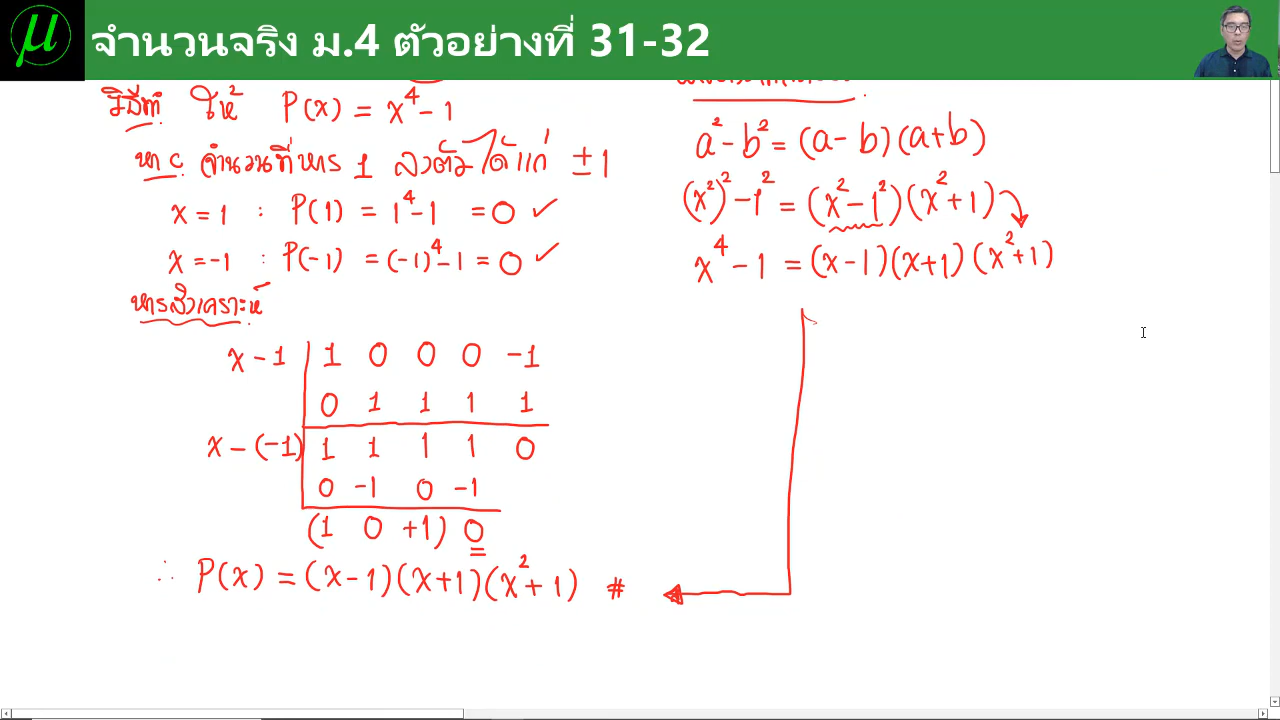 μ
จำนวนจริง ม.4 ตัวอย่างที่ 31-32
วิธีทำ ให้ P(x) = x⁴ - 1
หา c จำนวนที่หาร 1 ลงตัว ได้แก่ ±1
x = 1 : P(1) = 1⁴ - 1 = 0 ✓
x = -1 : P(-1) = (-1)⁴ - 1 = 0 ✓
หารสังเคราะห์
x - 1 | 1 0 0 0 -1
0 1 1 1 1
x - (-1) | 1 1 1 1 0
0 -1 0 -1
(1 0 +1) 0
∴ P(x) = (x-1)(x+1)(x²+1) #
a² - b² = (a - b)(a + b)
(x²)² - 1² = (x² - 1²)(x² + 1)
x⁴ - 1 = (x-1)(x+1)(x²+1)